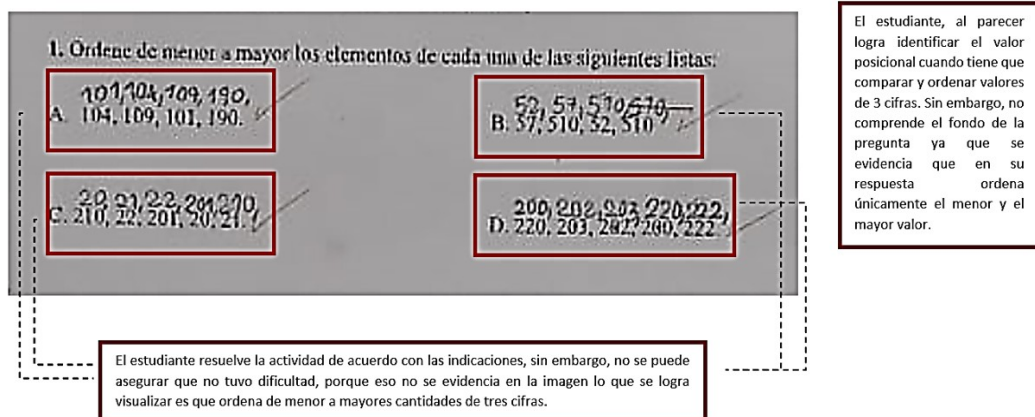 1. Ordene de menor a mayor los elementos de cada una de las siguientes listas:
101, 104, 109, 190.
A. 104, 109, 101, 190.
52, 57, 510, 510
B. 57, 510, 52, 510
20, 21, 22, 201, 210
C. 210, 22, 201, 20, 21.
200, 202, 203, 220, 222,
D. 220, 203, 202, 200, 222
El estudiante, al parecer
logra identificar el valor
posicional cuando tiene que
comparar y ordenar valores
de 3 cifras. Sin embargo, no
comprende el fondo de la
pregunta ya que se
evidencia que en su
respuesta ordena
únicamente el menor y el
mayor valor.
El estudiante resuelve la actividad de acuerdo con las indicaciones, sin embargo, no se puede
asegurar que no tuvo dificultad, porque eso no se evidencia en la imagen lo que se logra
visualizar es que ordena de menor a mayores cantidades de tres cifras.